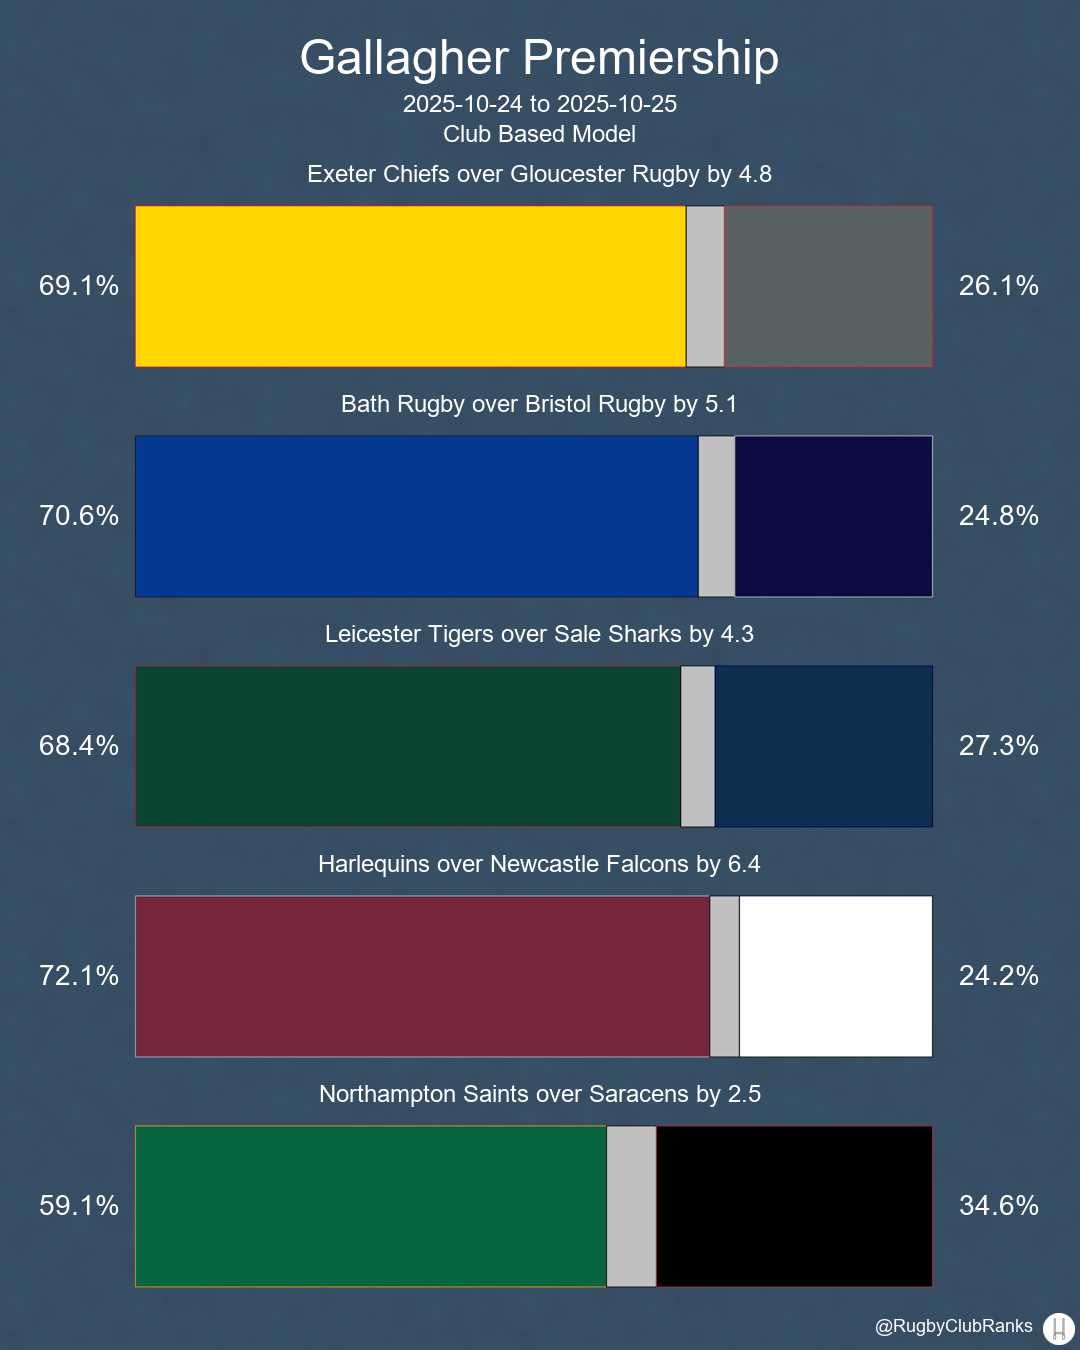 Gallagher Premiership
2025-10-24 to 2025-10-25
Club Based Model
Exeter Chiefs over Gloucester Rugby by 4.8
69.1% 26.1%
Bath Rugby over Bristol Rugby by 5.1
70.6% 24.8%
Leicester Tigers over Sale Sharks by 4.3
68.4% 27.3%
Harlequins over Newcastle Falcons by 6.4
72.1% 24.2%
Northampton Saints over Saracens by 2.5
59.1% 34.6%
@RugbyClubRanks